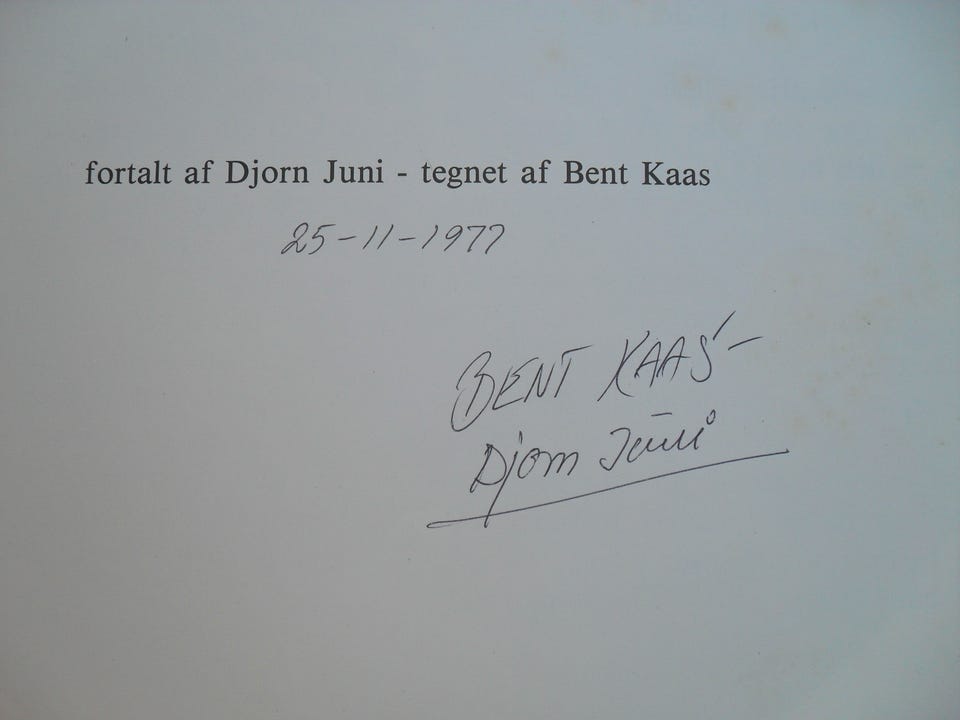 fortalt af Djorn Juni - tegnet af Bent Kaas
25-11-1977
BENT KAAS-
Djorn Juni